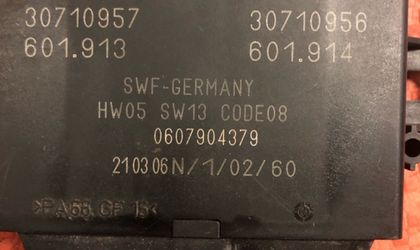 30710957 30710956
601.913 601.914
SWF-GERMANY
HW05 SW13 CODE08
0607904379
210306N/1/02/60
>PA66 GF 15<